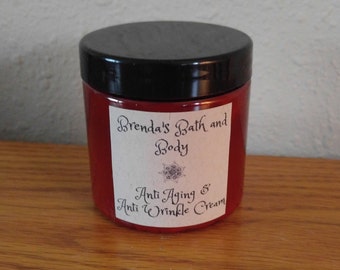 Brenda's Bath and
Body
Anti Aging &
Anti Wrinkle Cream